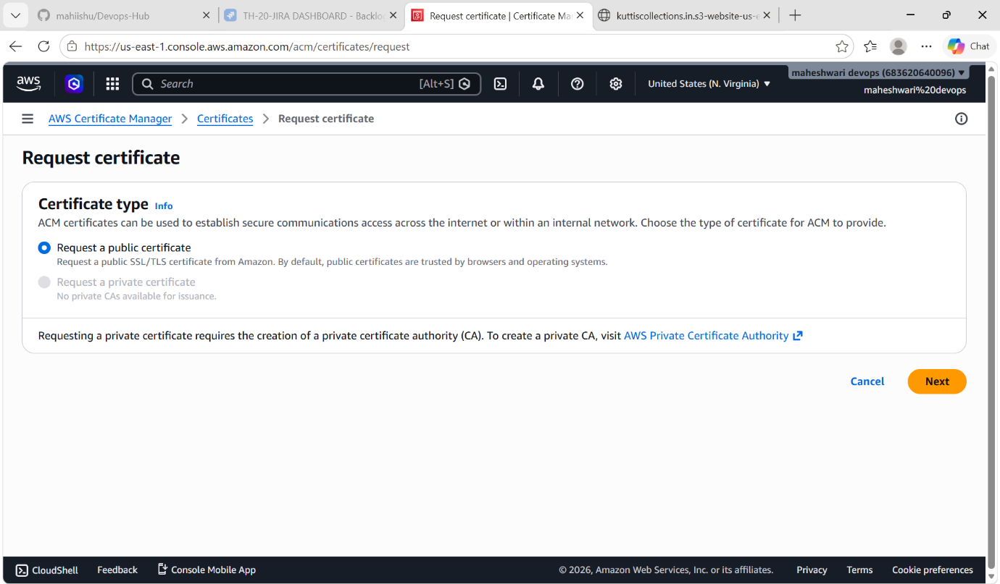 mahiishu/Devops-Hub
TH-20-JIRA DASHBOARD - Backlo
Request certificate | Certificate Ma
kuttiscollections.in.s3-website-us-e
https://us-east-1.console.aws.amazon.com/acm/certificates/request
Chat
aws
Search
[Alt+S]
United States (N. Virginia)
maheshwari devops (683620640096)
maheshwari%20devops
AWS Certificate Manager
Certificates
Request certificate
Request certificate
Certificate type Info
ACM certificates can be used to establish secure communications access across the internet or within an internal network. Choose the type of certificate for ACM to provide.
Request a public certificate
Request a public SSL/TLS certificate from Amazon. By default, public certificates are trusted by browsers and operating systems.
Request a private certificate
No private CAs available for issuance.
Requesting a private certificate requires the creation of a private certificate authority (CA). To create a private CA, visit AWS Private Certificate Authority
Cancel
Next
CloudShell
Feedback
Console Mobile App
© 2026, Amazon Web Services, Inc. or its affiliates.
Privacy
Terms
Cookie preferences